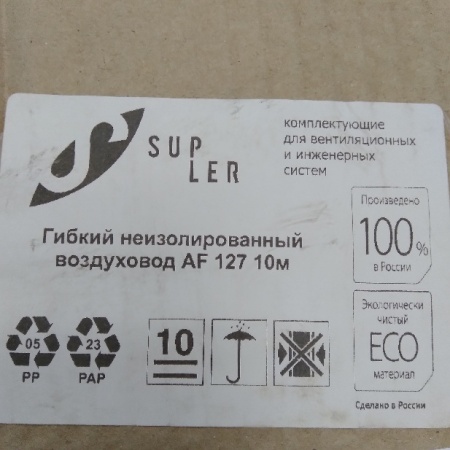 SUP
LER
комплектующие
для вентиляционных
и инженерных
систем
Гибкий неизолированный
воздуховод AF 127 10м
Произведено
100%
в России
Экологически
чистый
ECO
материал
Сделано в России
05
PP
23
PAP
10